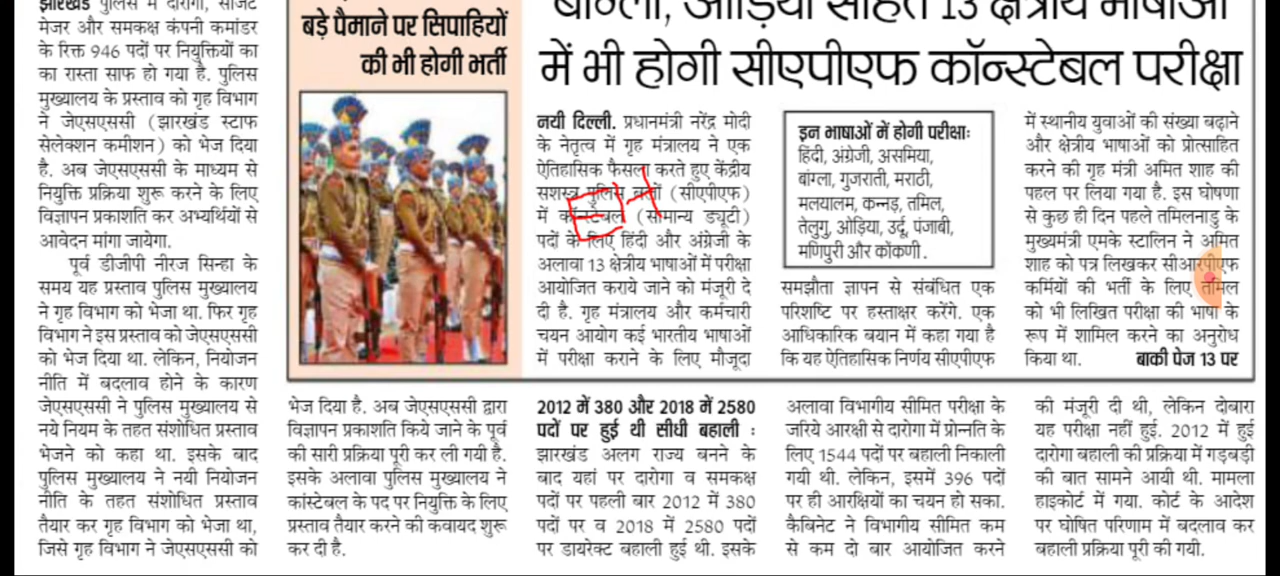 झारखंड पुलिस में दारोगा, सार्जेंट
मेजर और समकक्ष कंपनी कमांडर
के रिक्त 946 पदों पर नियुक्तियों का
का रास्ता साफ हो गया है. पुलिस
मुख्यालय के प्रस्ताव को गृह विभाग
ने जेएसएससी (झारखंड स्टाफ
सेलेक्शन कमीशन) को भेज दिया
है. अब जेएसएससी के माध्यम से
नियुक्ति प्रक्रिया शुरू करने के लिए
विज्ञापन प्रकाशति कर अभ्यर्थियों से
आवेदन मांगा जायेगा.
पूर्व डीजीपी नीरज सिन्हा के
समय यह प्रस्ताव पुलिस मुख्यालय
ने गृह विभाग को भेजा था. फिर गृह
विभाग ने इस प्रस्ताव को जेएसएससी
को भेज दिया था. लेकिन, नियोजन
नीति में बदलाव होने के कारण
जेएसएससी ने पुलिस मुख्यालय से
नये नियम के तहत संशोधित प्रस्ताव
भेजने को कहा था. इसके बाद
पुलिस मुख्यालय ने नयी नियोजन
नीति के तहत संशोधित प्रस्ताव
तैयार कर गृह विभाग को भेजा था,
जिसे गृह विभाग ने जेएसएससी को
बड़े पैमाने पर सिपाहियों
की भी होगी भर्ती
भेज दिया है. अब जेएसएससी द्वारा
विज्ञापन प्रकाशति किये जाने के पूर्व
की सारी प्रक्रिया पूरी कर ली गयी है.
इसके अलावा पुलिस मुख्यालय ने
कांस्टेबल के पद पर नियुक्ति के लिए
प्रस्ताव तैयार करने की कवायद शुरू
कर दी है.
बांग्ला, ओड़िया सहित 13 क्षेत्रीय भाषाओं
में भी होगी सीएपीएफ कॉन्स्टेबल परीक्षा
नयी दिल्ली. प्रधानमंत्री नरेंद्र मोदी
के नेतृत्व में गृह मंत्रालय ने एक
ऐतिहासिक फैसला करते हुए केंद्रीय
सशस्त्र पुलिस बलों (सीएपीएफ)
में कॉन्स्टेबल (सामान्य ड्यूटी)
पदों के लिए हिंदी और अंग्रेजी के
अलावा 13 क्षेत्रीय भाषाओं में परीक्षा
आयोजित कराये जाने को मंजूरी दे
दी है. गृह मंत्रालय और कर्मचारी
चयन आयोग कई भारतीय भाषाओं
में परीक्षा कराने के लिए मौजूदा
इन भाषाओं में होगी परीक्षाः
हिंदी, अंग्रेजी, असमिया,
बांग्ला, गुजराती, मराठी,
मलयालम, कन्नड़, तमिल,
तेलुगु, ओड़िया, उर्दू, पंजाबी,
मणिपुरी और कोंकणी.
समझौता ज्ञापन से संबंधित एक
परिशष्टि पर हस्ताक्षर करेंगे. एक
आधिकारिक बयान में कहा गया है
कि यह ऐतिहासिक निर्णय सीएपीएफ
में स्थानीय युवाओं की संख्या बढ़ाने
और क्षेत्रीय भाषाओं को प्रोत्साहित
करने की गृह मंत्री अमित शाह की
पहल पर लिया गया है. इस घोषणा
से कुछ ही दिन पहले तमिलनाडु के
मुख्यमंत्री एमके स्टालिन ने अमित
शाह को पत्र लिखकर सीआरपीएफ
कर्मियों की भर्ती के लिए तमिल
को भी लिखित परीक्षा की भाषा के
रूप में शामिल करने का अनुरोध
किया था. बाकी पेज 13 पर
2012 में 380 और 2018 में 2580
पदों पर हुई थी सीधी बहाली :
झारखंड अलग राज्य बनने के
बाद यहां पर दारोगा व समकक्ष
पदों पर पहली बार 2012 में 380
पदों पर व 2018 में 2580 पदों
पर डायरेक्ट बहाली हुई थी. इसके
अलावा विभागीय सीमित परीक्षा के
जरिये आरक्षी से दारोगा में प्रोन्नति के
लिए 1544 पदों पर बहाली निकाली
गयी थी. लेकिन, इसमें 396 पदों
पर ही आरक्षियों का चयन हो सका.
कैबिनेट ने विभागीय सीमित कम
से कम दो बार आयोजित करने
की मंजूरी दी थी, लेकिन दोबारा
यह परीक्षा नहीं हुई. 2012 में हुई
दारोगा बहाली की प्रक्रिया में गड़बड़ी
की बात सामने आयी थी. मामला
हाइकोर्ट में गया. कोर्ट के आदेश
पर घोषित परिणाम में बदलाव कर
बहाली प्रक्रिया पूरी की गयी.